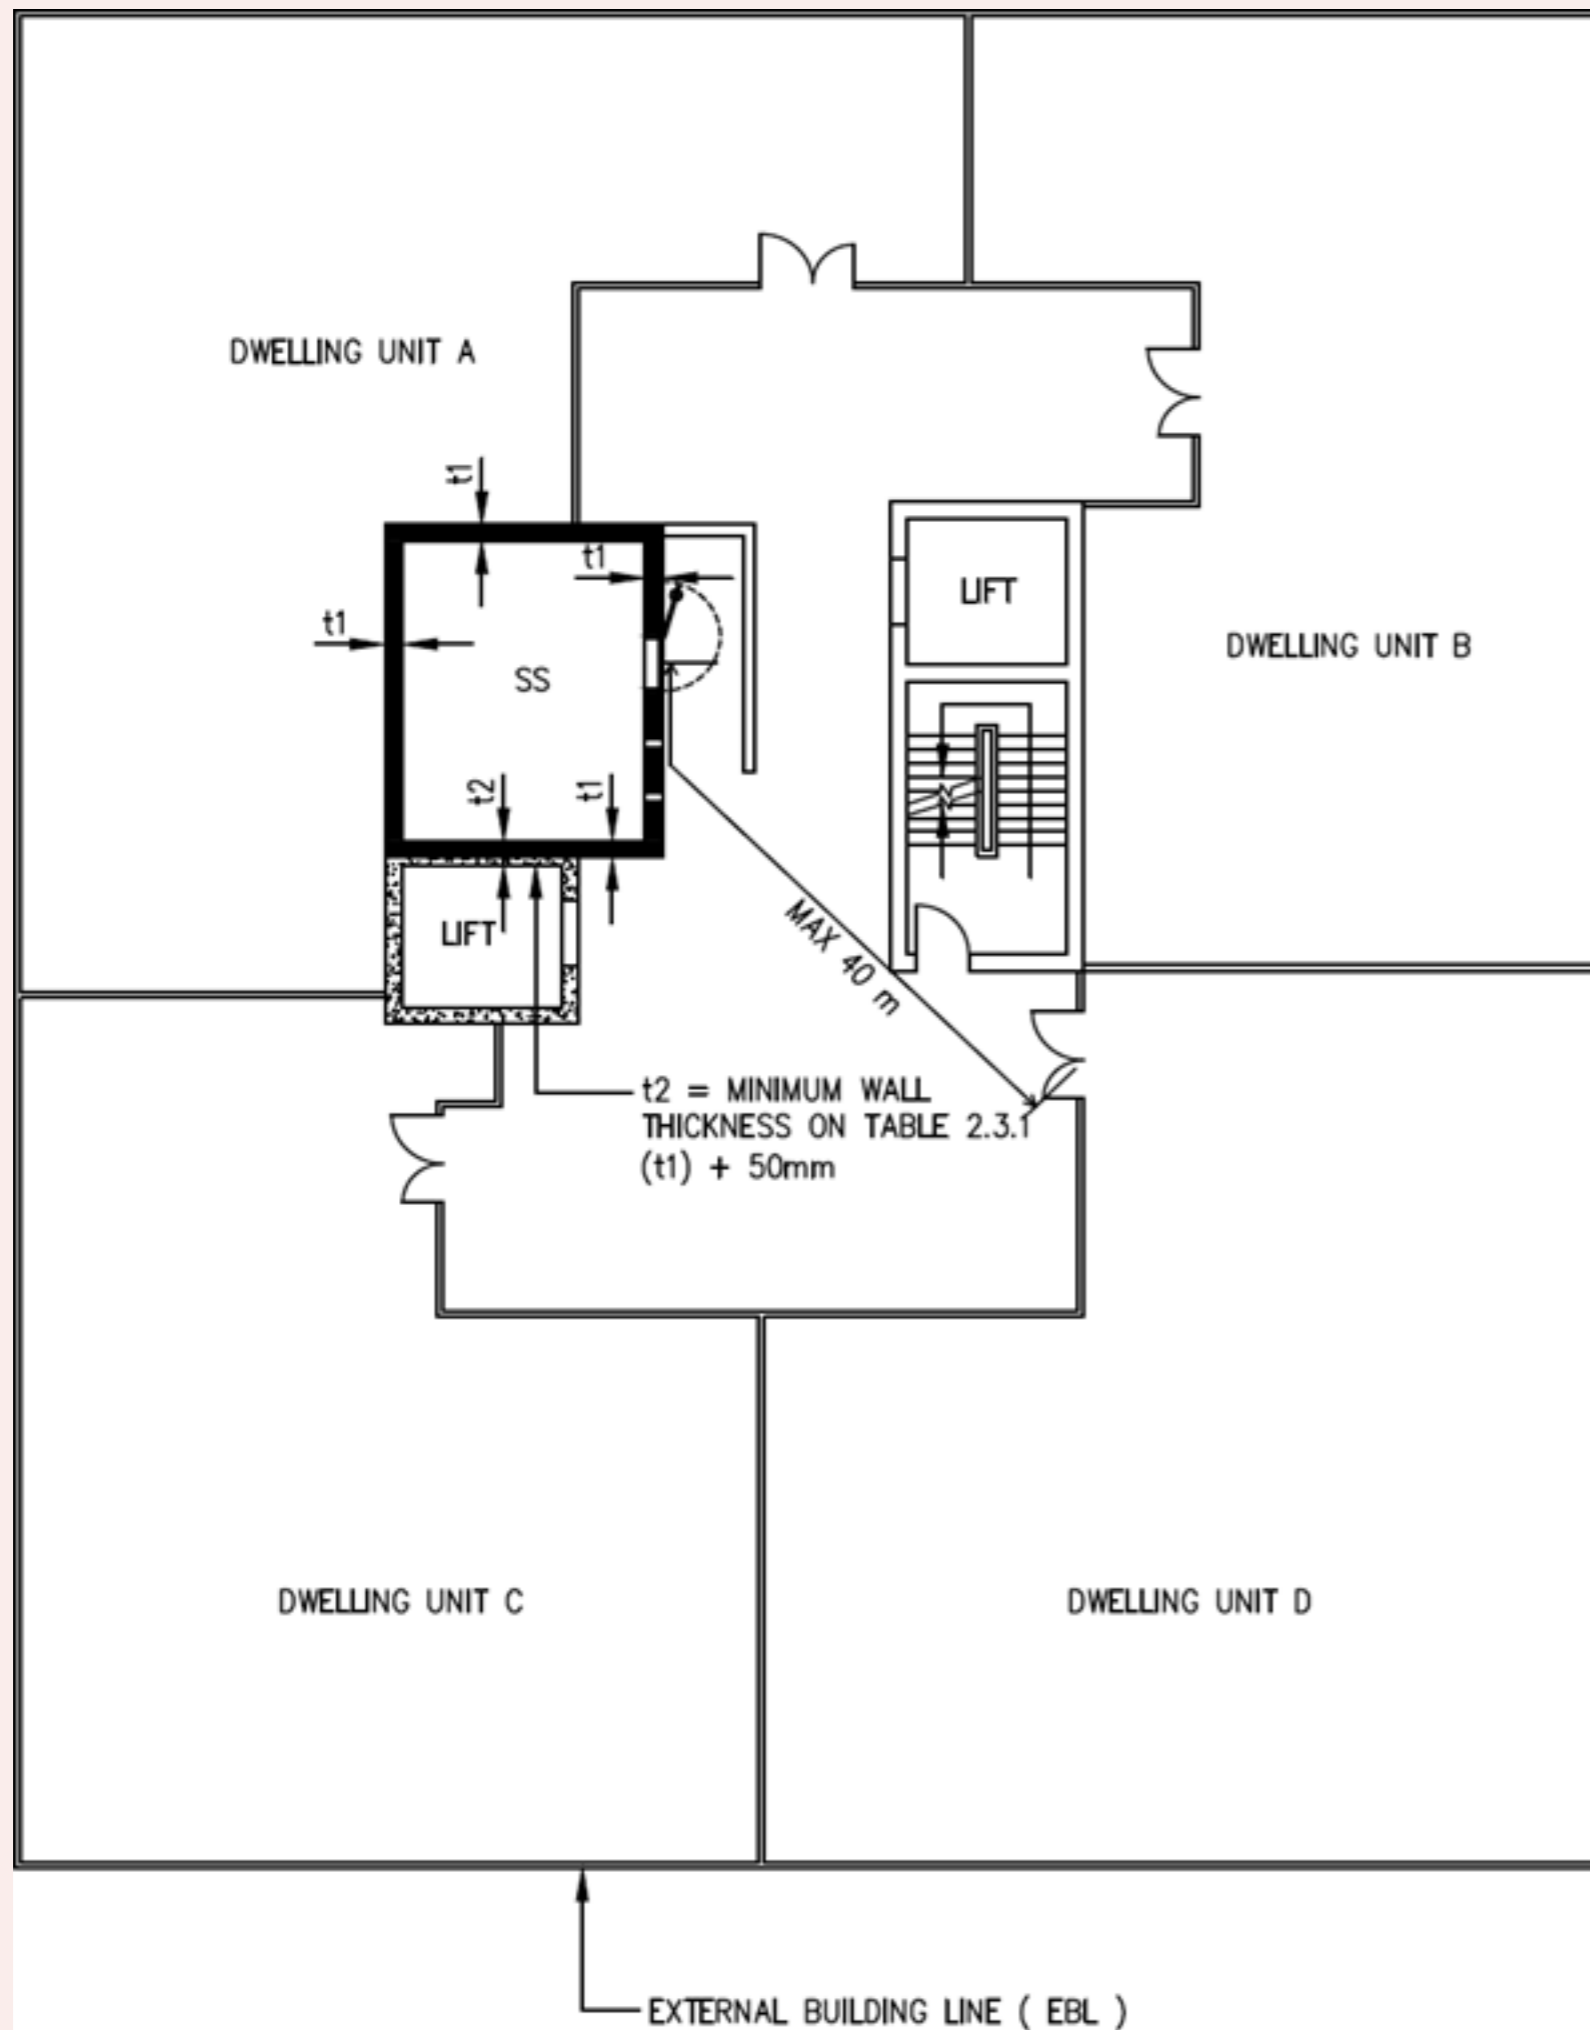 DWELLING UNIT A
t1
t1
LIFT
t1
DWELLING UNIT B
SS
t2
t1
LIFT
MAX 40 m
t2 = MINIMUM WALL
THICKNESS ON TABLE 2.3.1
(t1) + 50mm
DWELLING UNIT C
DWELLING UNIT D
EXTERNAL BUILDING LINE ( EBL )